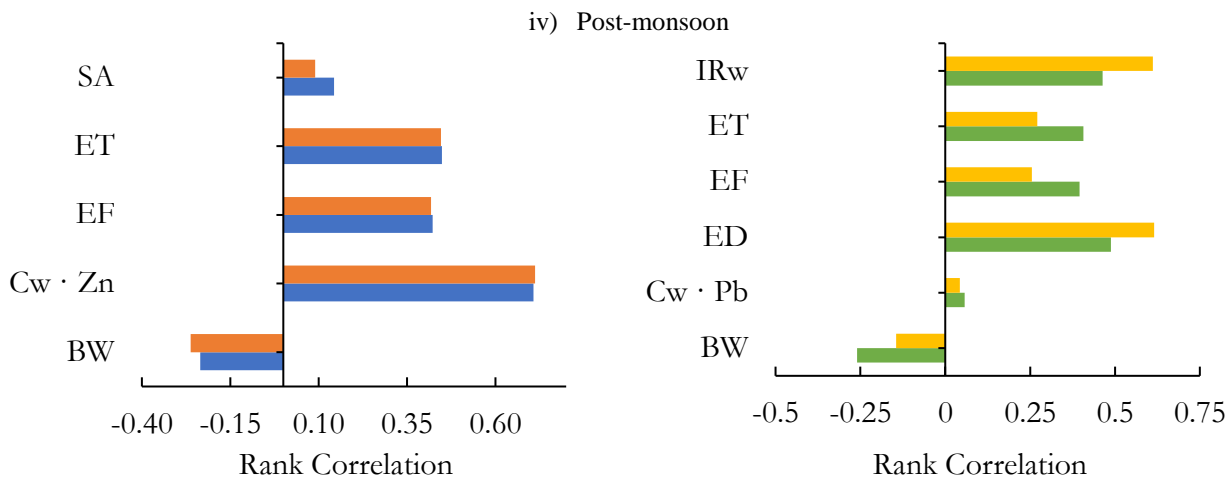 iv) Post-monsoon
SA
ET
EF
Cw · Zn
BW
-0.40 -0.15 0.10 0.35 0.60
Rank Correlation
IRw
ET
EF
ED
Cw · Pb
BW
-0.5 -0.25 0 0.25 0.5 0.75
Rank Correlation